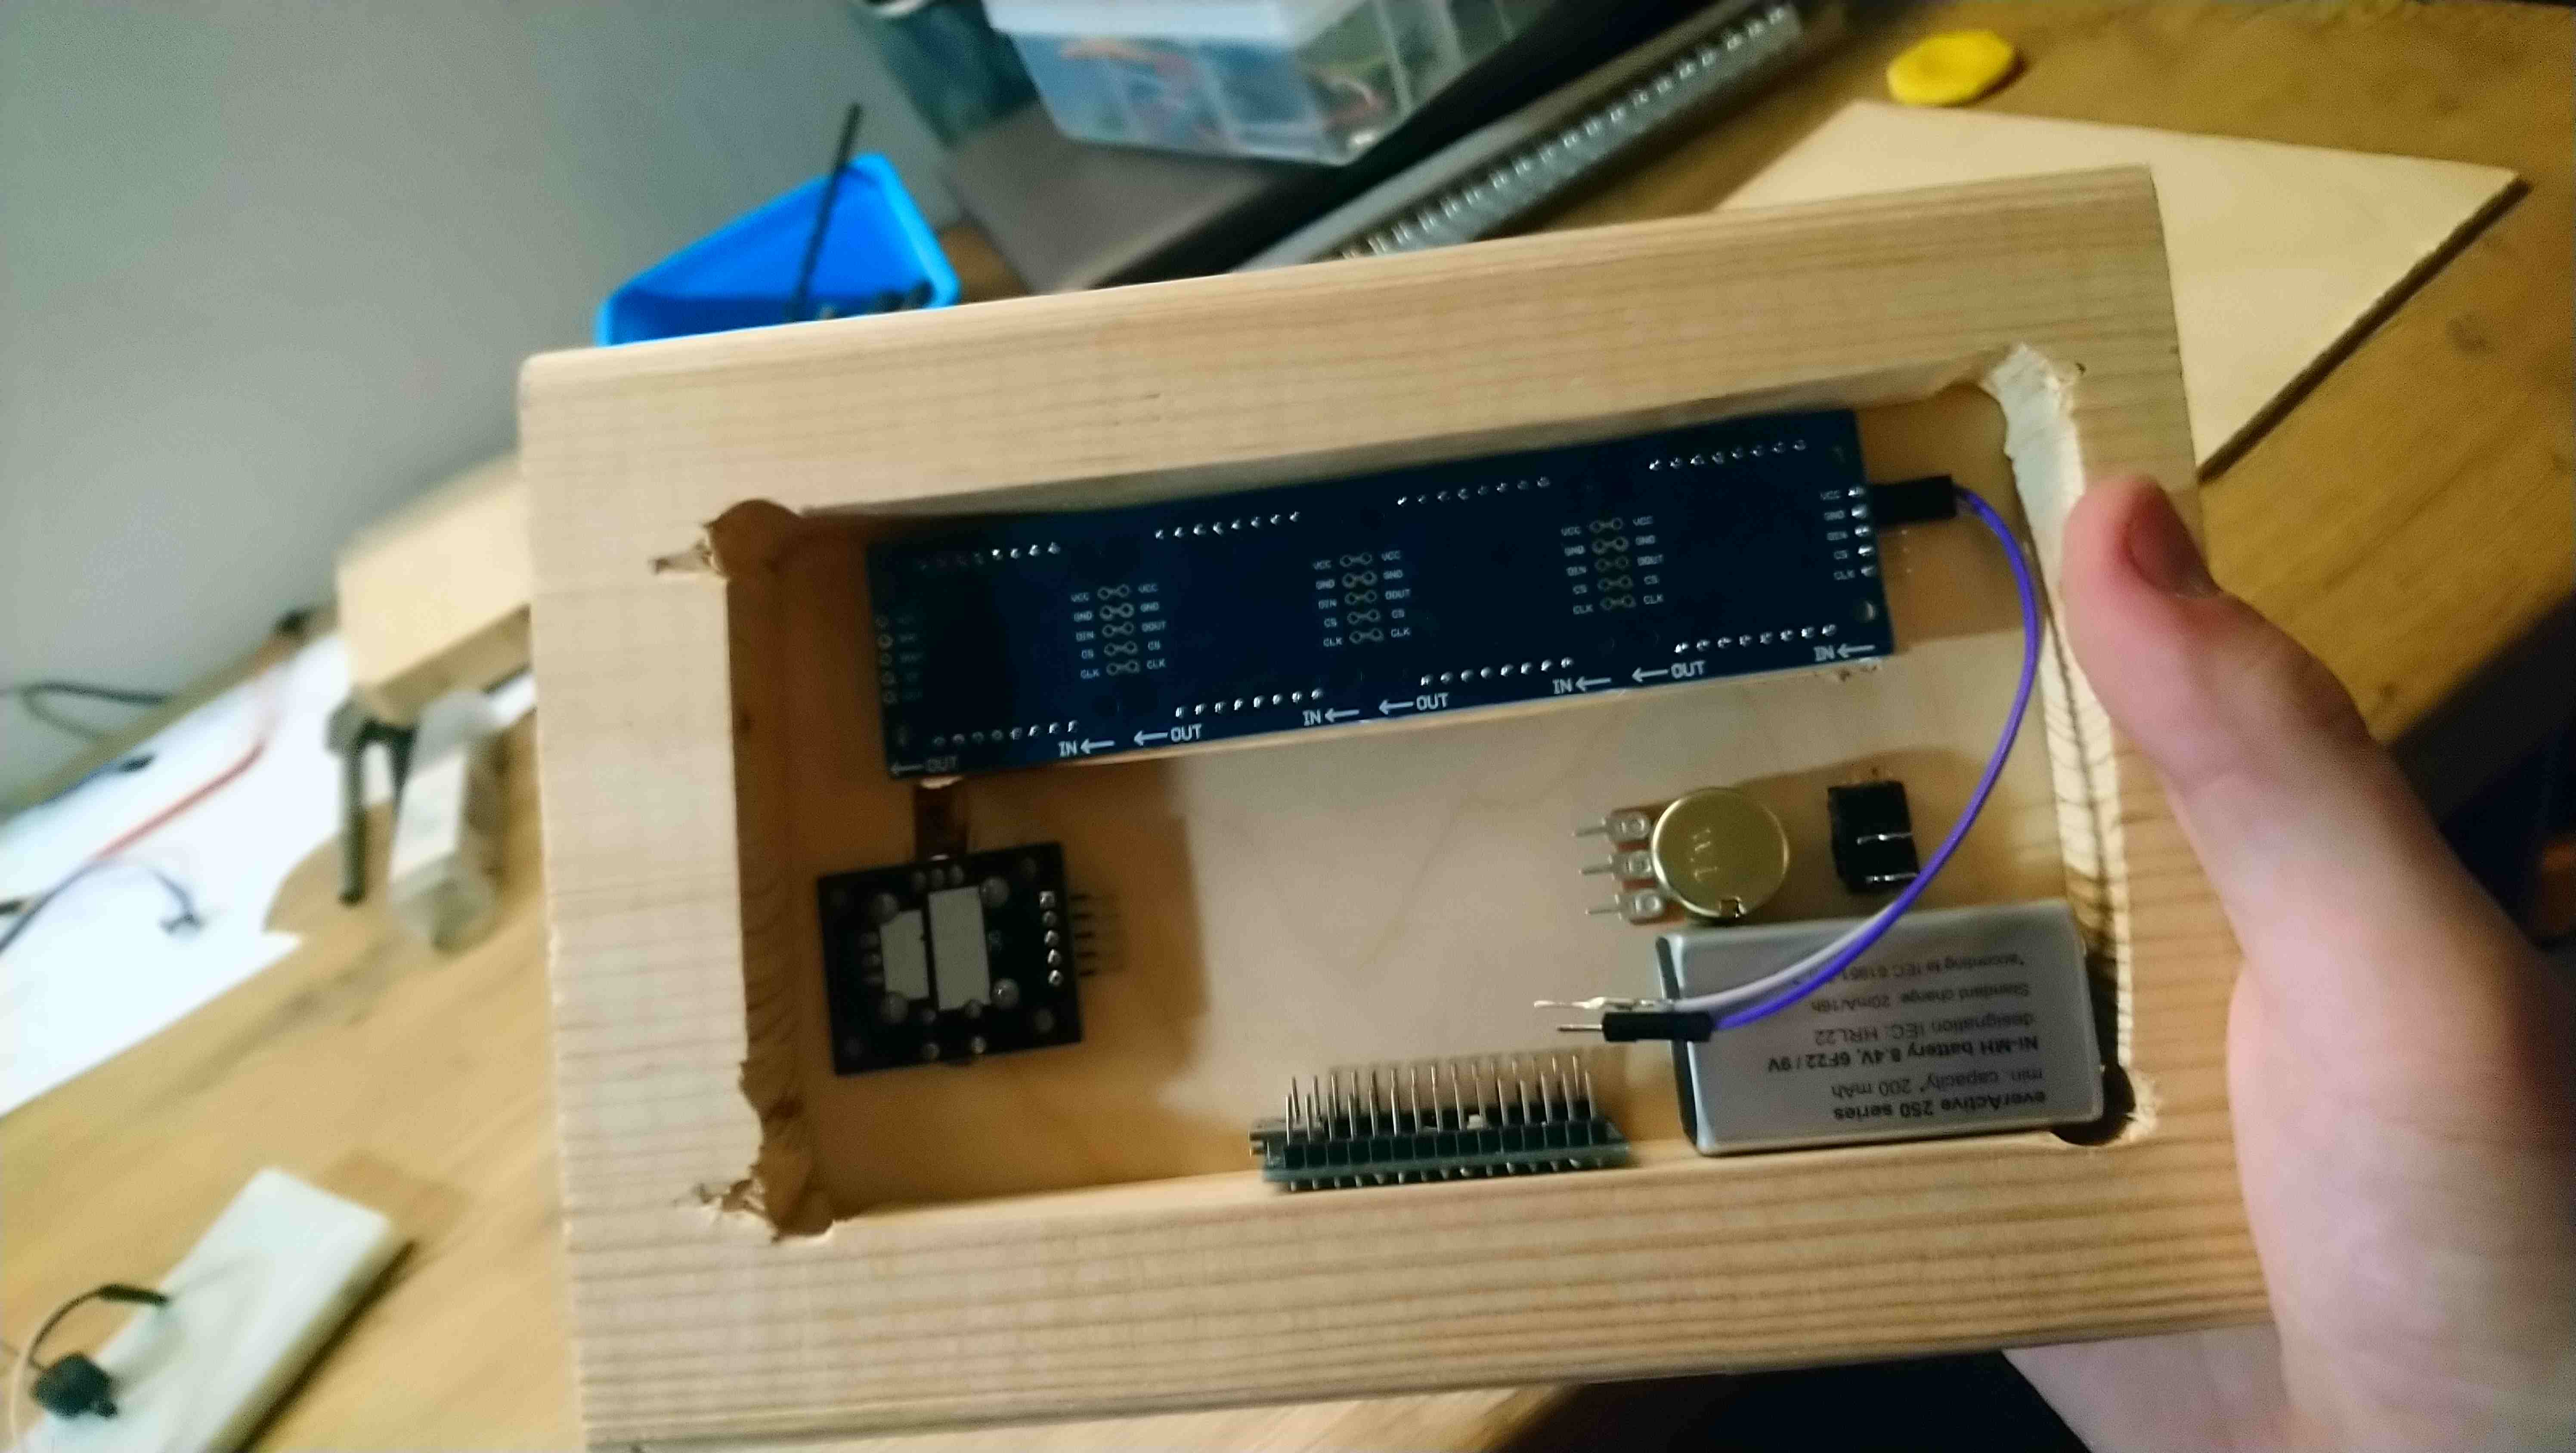 VCC
GND
DIN
CS
CLK
VCC VCC
GND GND
DIN DOUT
CS CS
CLK CLK
VCC VCC
GND GND
DIN DOUT
CS CS
CLK CLK
VCC VCC
GND GND
DIN DOUT
CS CS
CLK CLK
IN←
←OUT
IN←
←OUT
IN←
←OUT
IN←
←OUT
everActive 250 series
min. capacity* 200 mAh
Ni-MH battery 8.4V, 6F22 / 9V
designation IEC: HRL22
Standard charge: 20mA/16h
*according to IEC